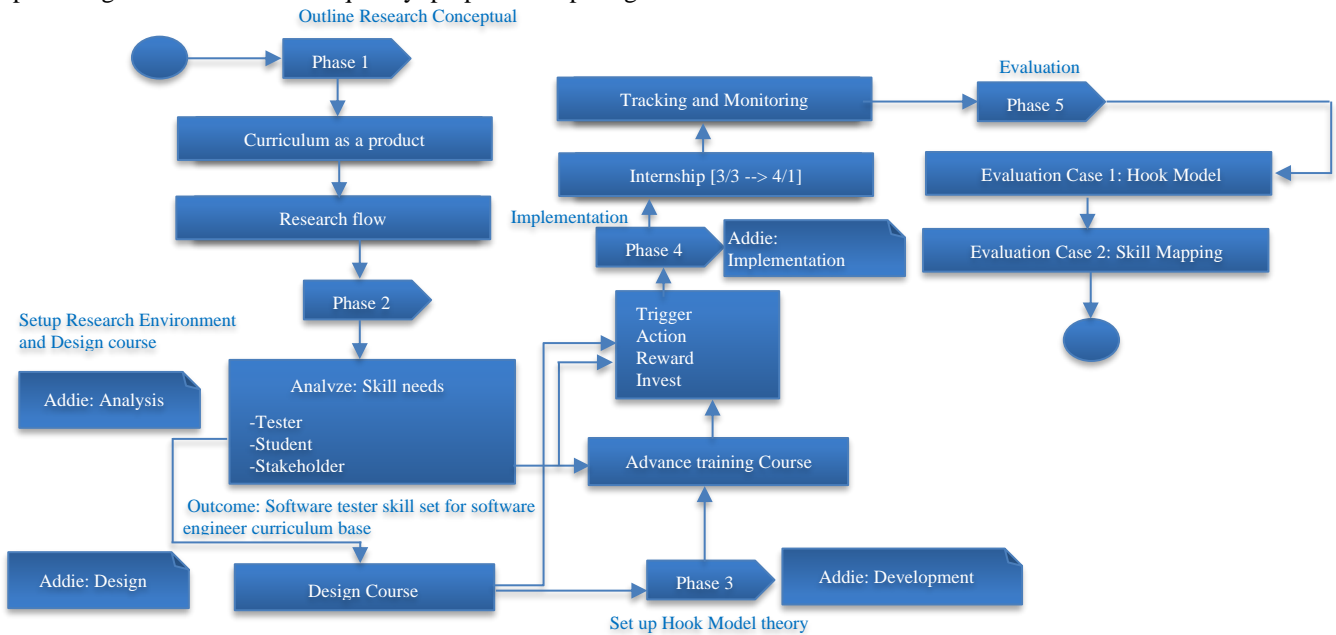 Outline Research Conceptual
Phase 1
Curriculum as a product
Research flow
Phase 2
Setup Research Environment
and Design course
Addie: Analysis
Analyze: Skill needs
-Tester
-Student
-Stakeholder
Outcome: Software tester skill set for software
engineer curriculum base
Addie: Design
Design Course
Phase 3
Addie: Development
Set up Hook Model theory
Advance training Course
Trigger
Action
Reward
Invest
Implementation
Phase 4
Addie:
Implementation
Internship [3/3 --> 4/1]
Tracking and Monitoring
Evaluation
Phase 5
Evaluation Case 1: Hook Model
Evaluation Case 2: Skill Mapping